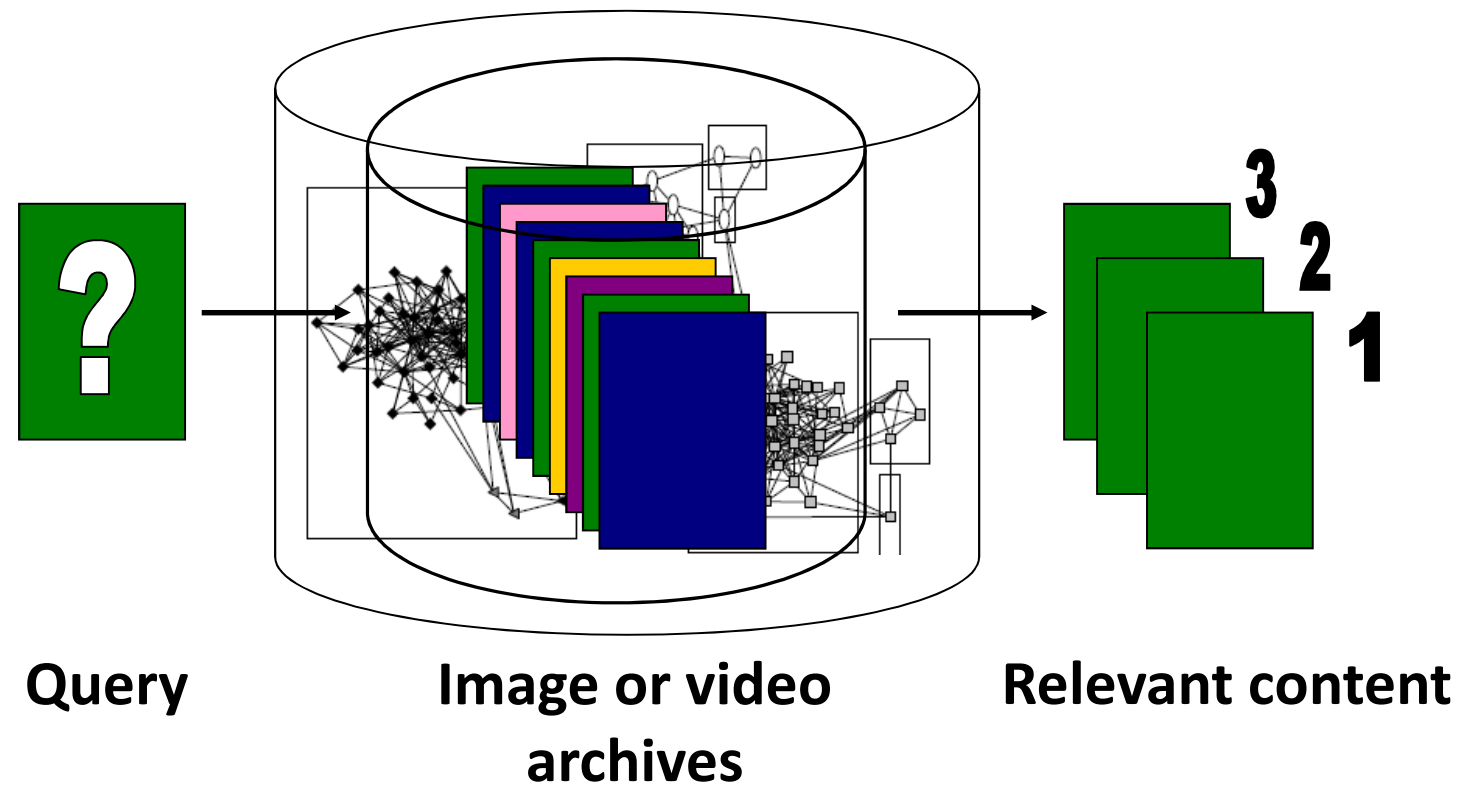 ?
3
2
1
Query
Image or video
archives
Relevant content